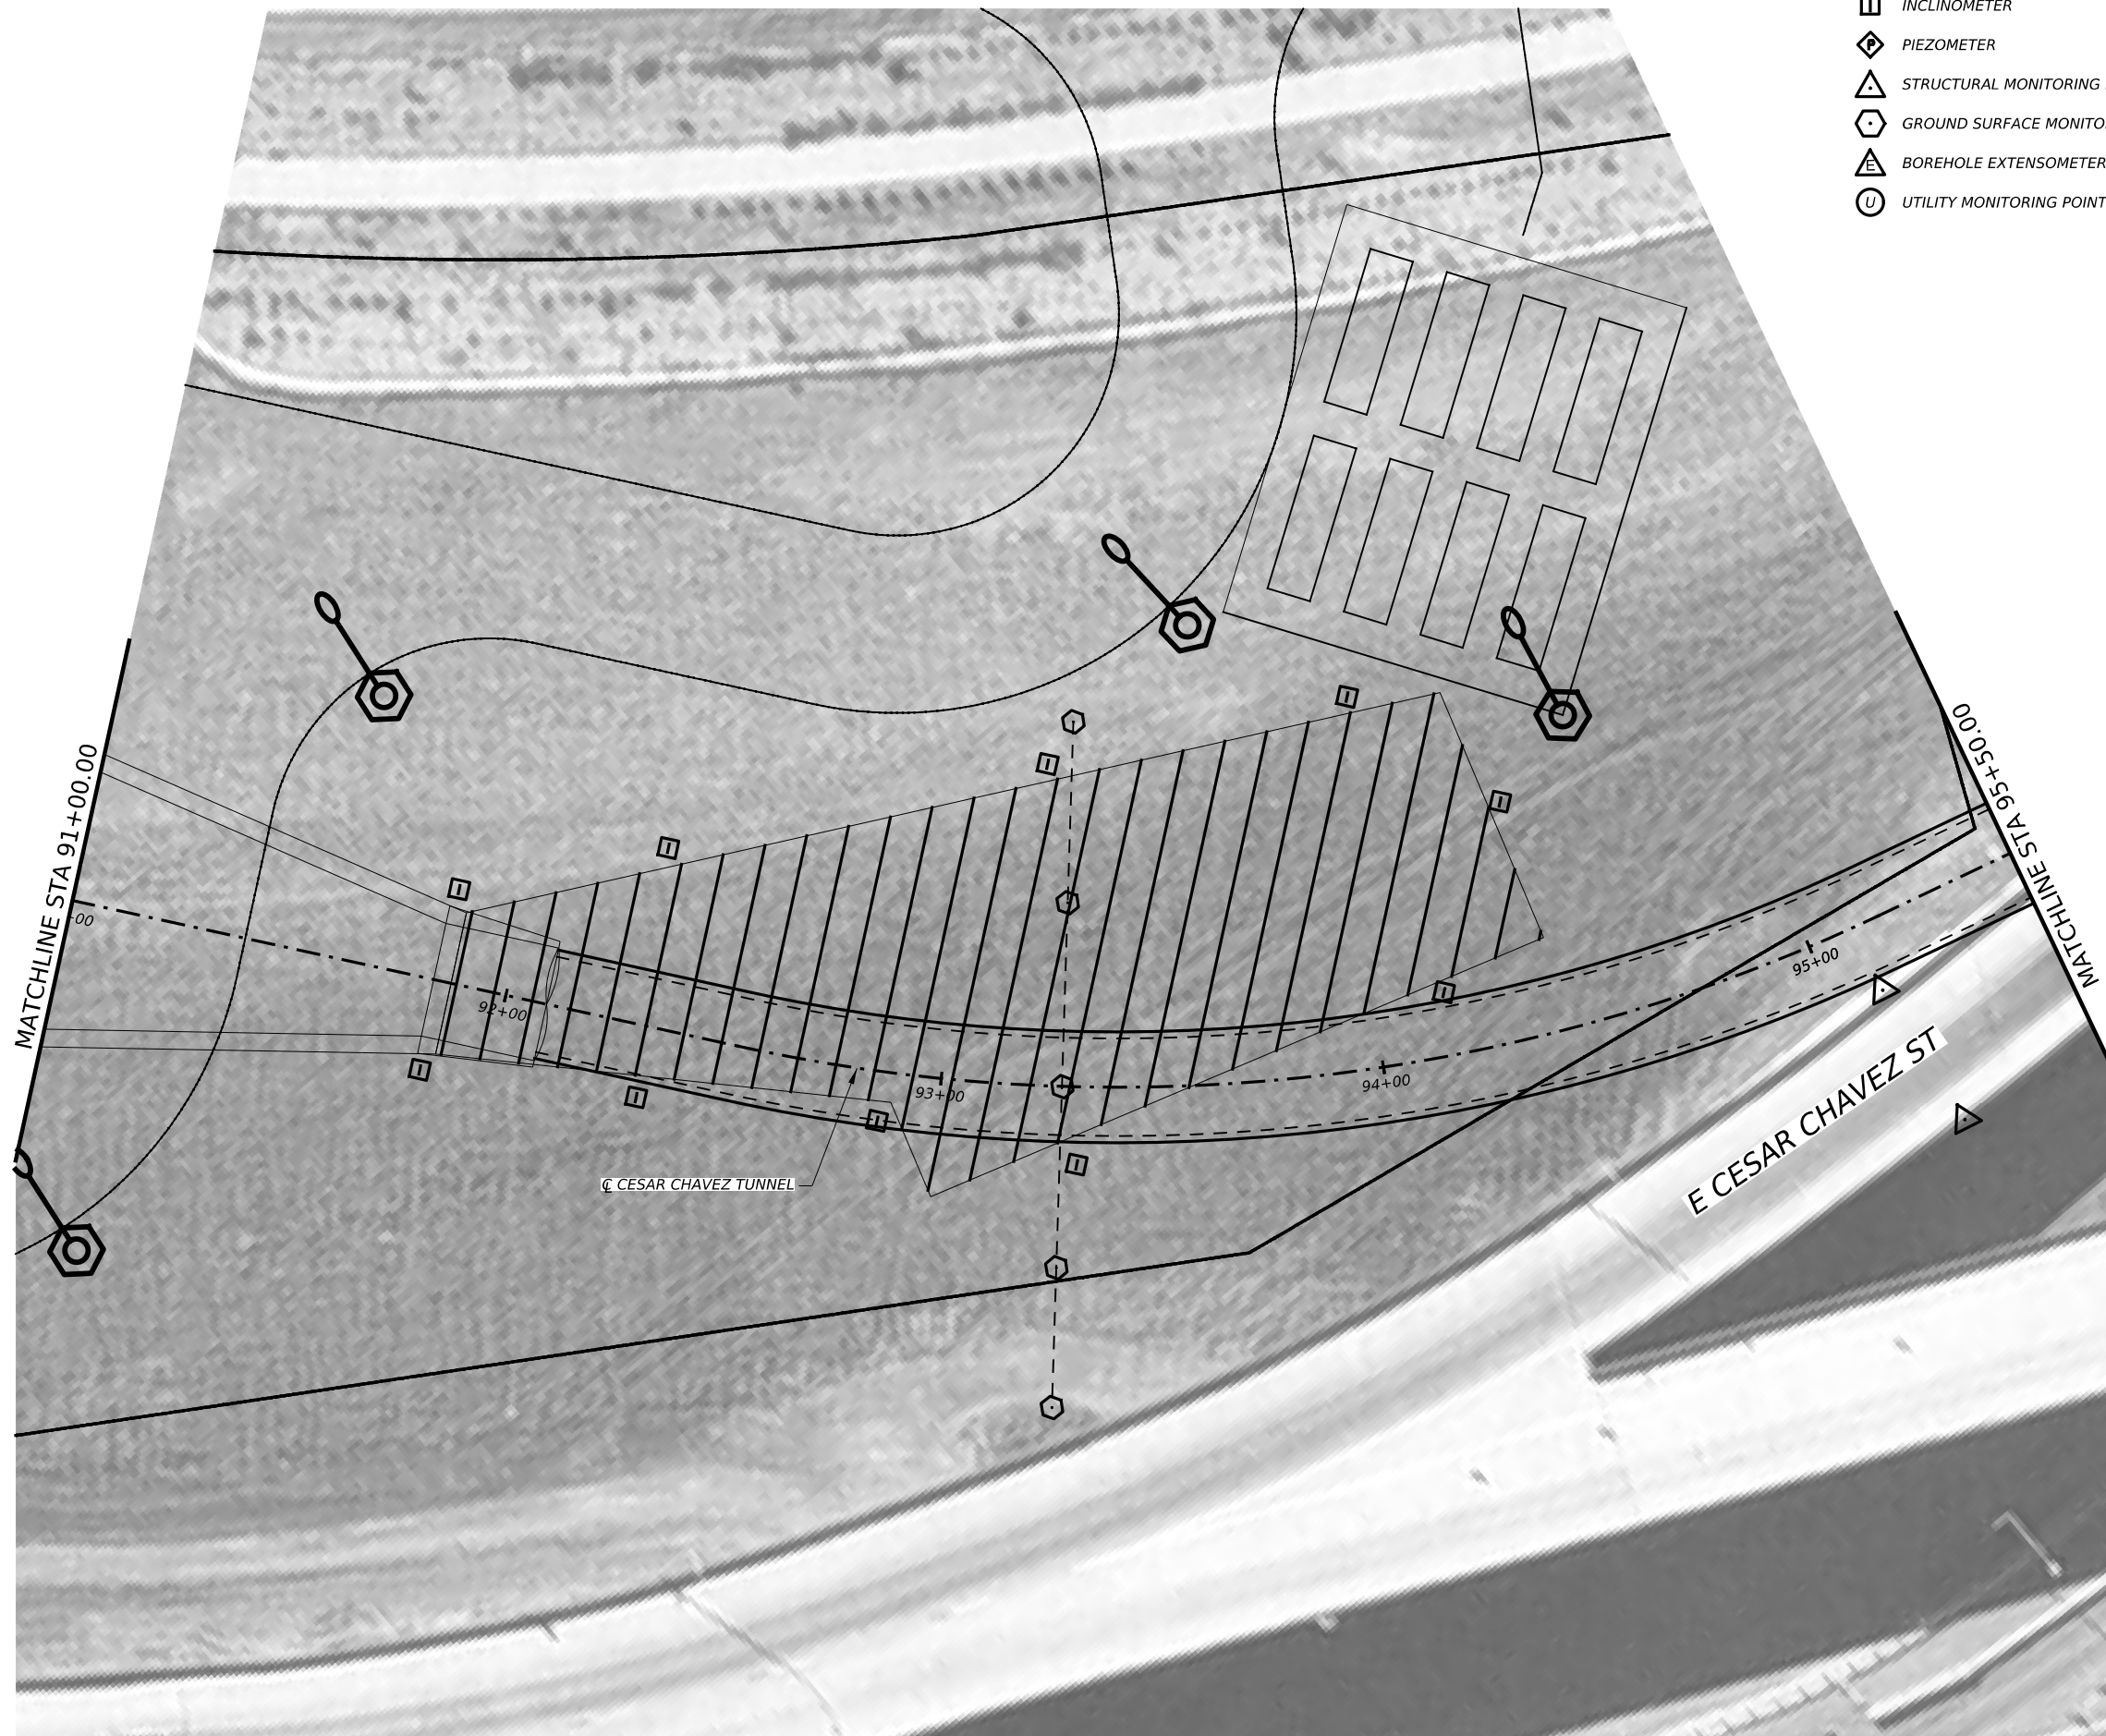 INCLINOMETER
P PIEZOMETER
STRUCTURAL MONITORING
GROUND SURFACE
E BOREHOLE EXTENSOMETER
U UTILITY MONITORING POINT
MATCHLINE STA 91+00.00
MATCHLINE STA 95+50.00
92+00
93+00
94+00
95+00
℄ CESAR CHAVEZ TUNNEL
E CESAR CHAVEZ ST